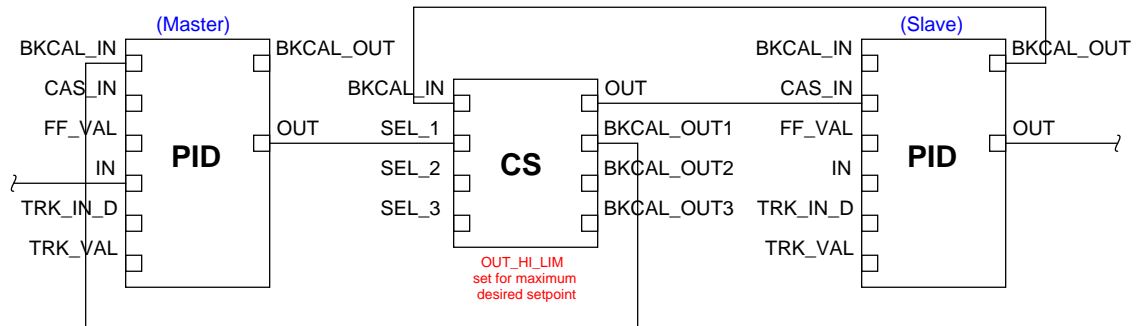 (Master)
BKCAL_IN
BKCAL_OUT
CAS_IN
FF_VAL
OUT
IN
TRK_IN_D
TRK_VAL
PID
BKCAL_IN
OUT
SEL_1
BKCAL_OUT1
SEL_2
BKCAL_OUT2
SEL_3
BKCAL_OUT3
CS
OUT_HI_LIM
set for maximum
desired setpoint
(Slave)
BKCAL_IN
BKCAL_OUT
CAS_IN
FF_VAL
OUT
IN
TRK_IN_D
TRK_VAL
PID